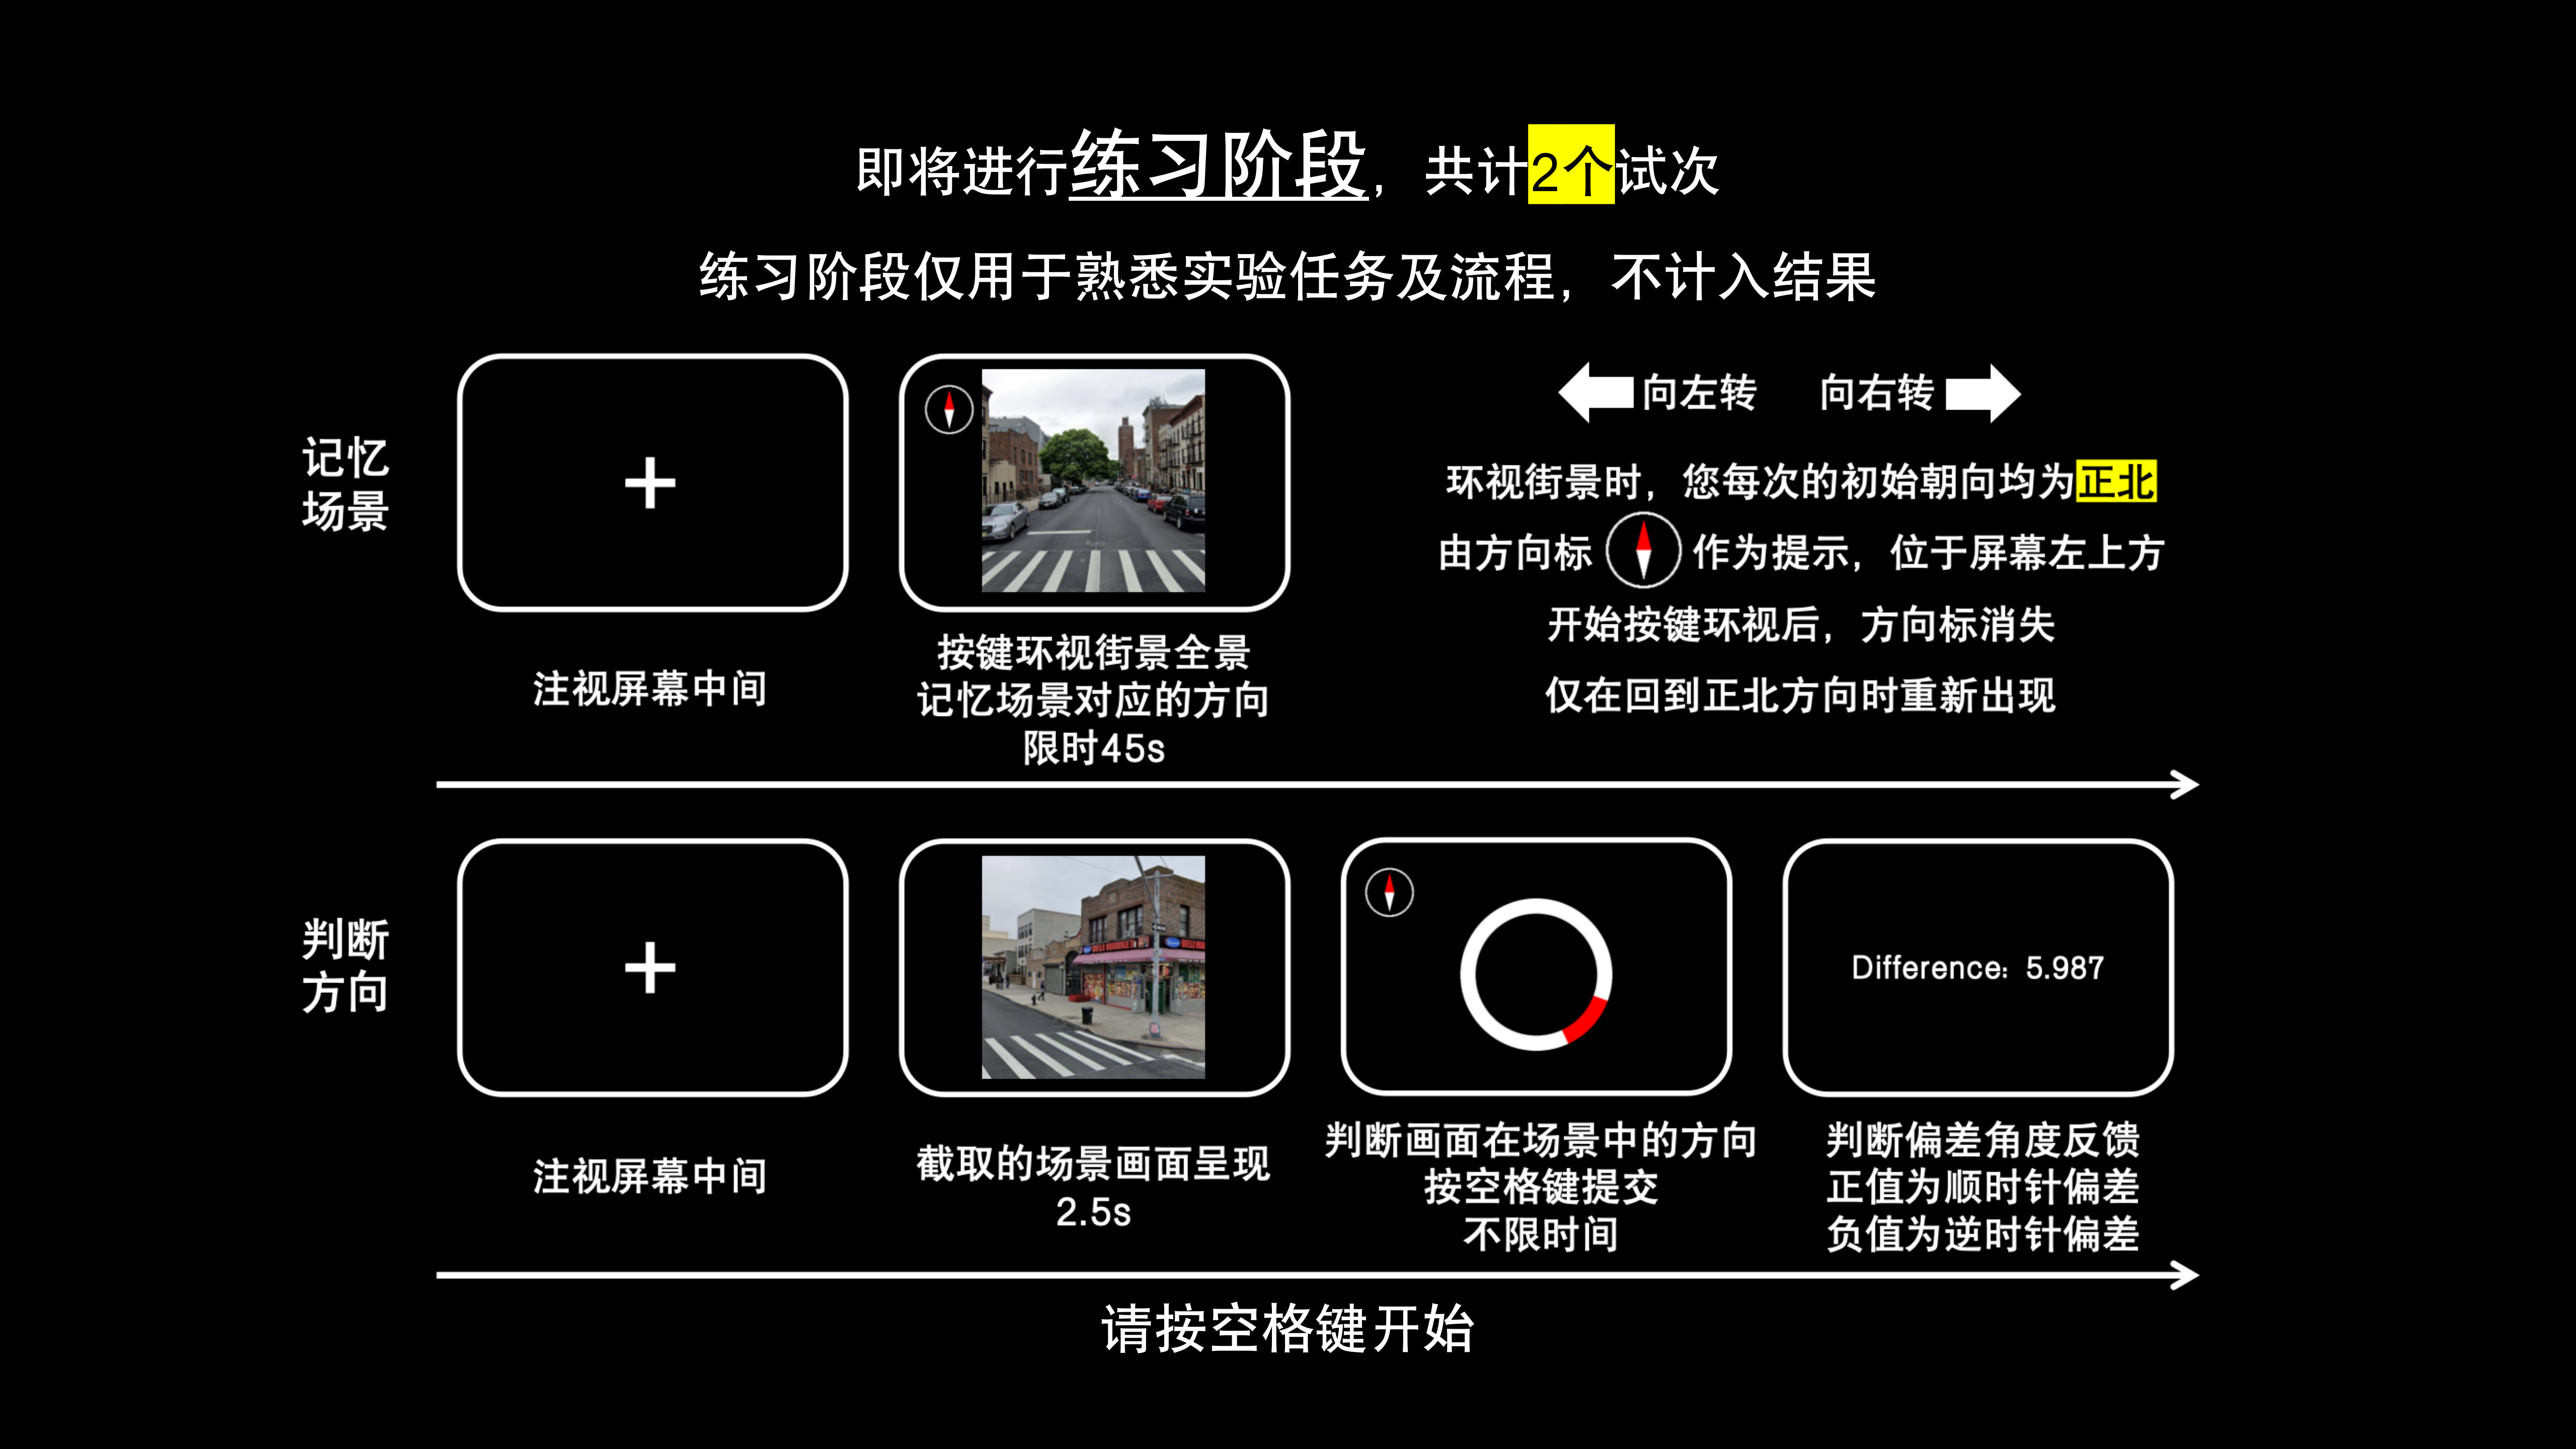 即将进行练习阶段，共计2个试次
练习阶段仅用于熟悉实验任务及流程，不计入结果
记忆
场景
注视屏幕中间
按键环视街景全景
记忆场景对应的方向
限时45s
向左转 向右转
环视街景时，您每次的初始朝向均为正北
由方向标 作为提示，位于屏幕左上方
开始按键环视后，方向标消失
仅在回到正北方向时重新出现
判断
方向
注视屏幕中间
DELI MARKET
截取的场景画面呈现
2.5s
判断画面在场景中的方向
按空格键提交
不限时间
Difference: 5.987
判断偏差角度反馈
正值为顺时针偏差
负值为逆时针偏差
请按空格键开始